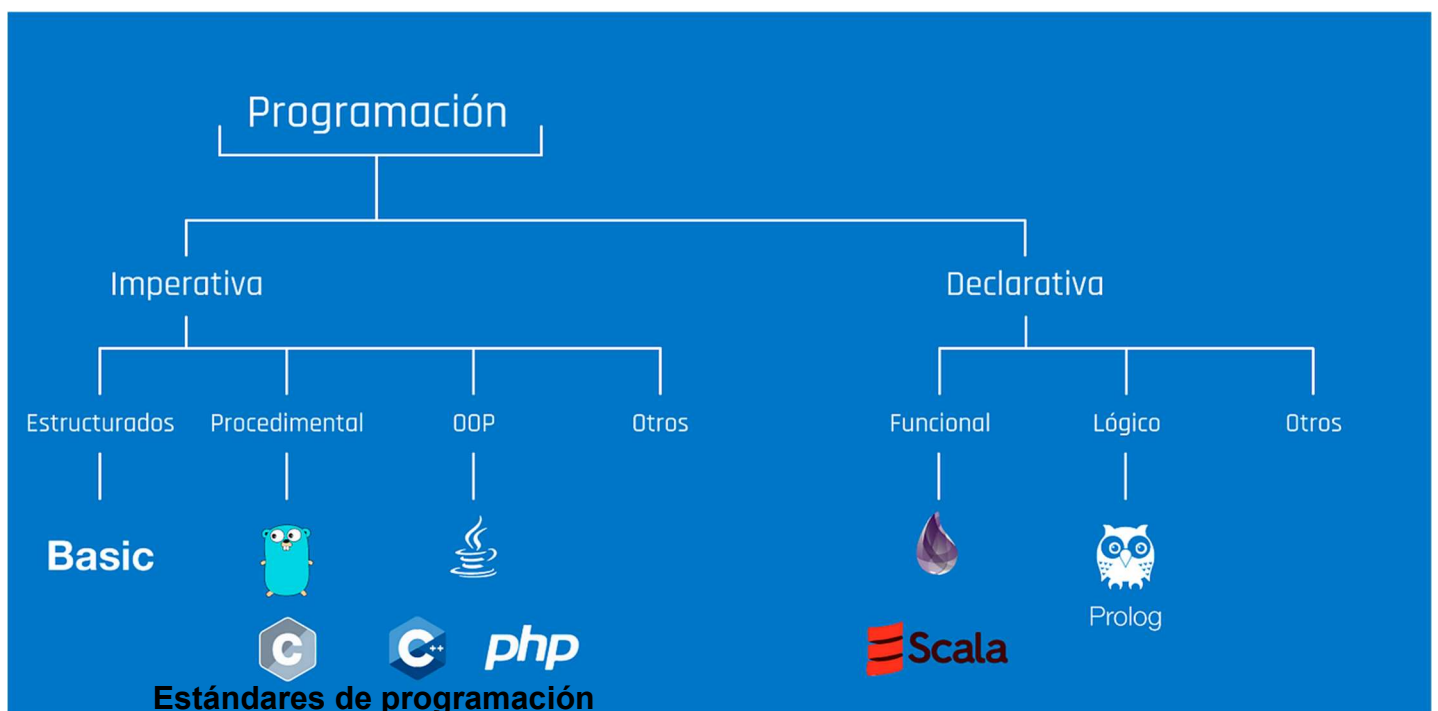 Programación
Imperativa
Declarativa
Estructurados
Procedimental
OOP
Otros
Funcional
Lógico
Otros
Basic
Prolog
C
C++
php
Scala
Estándares de programación